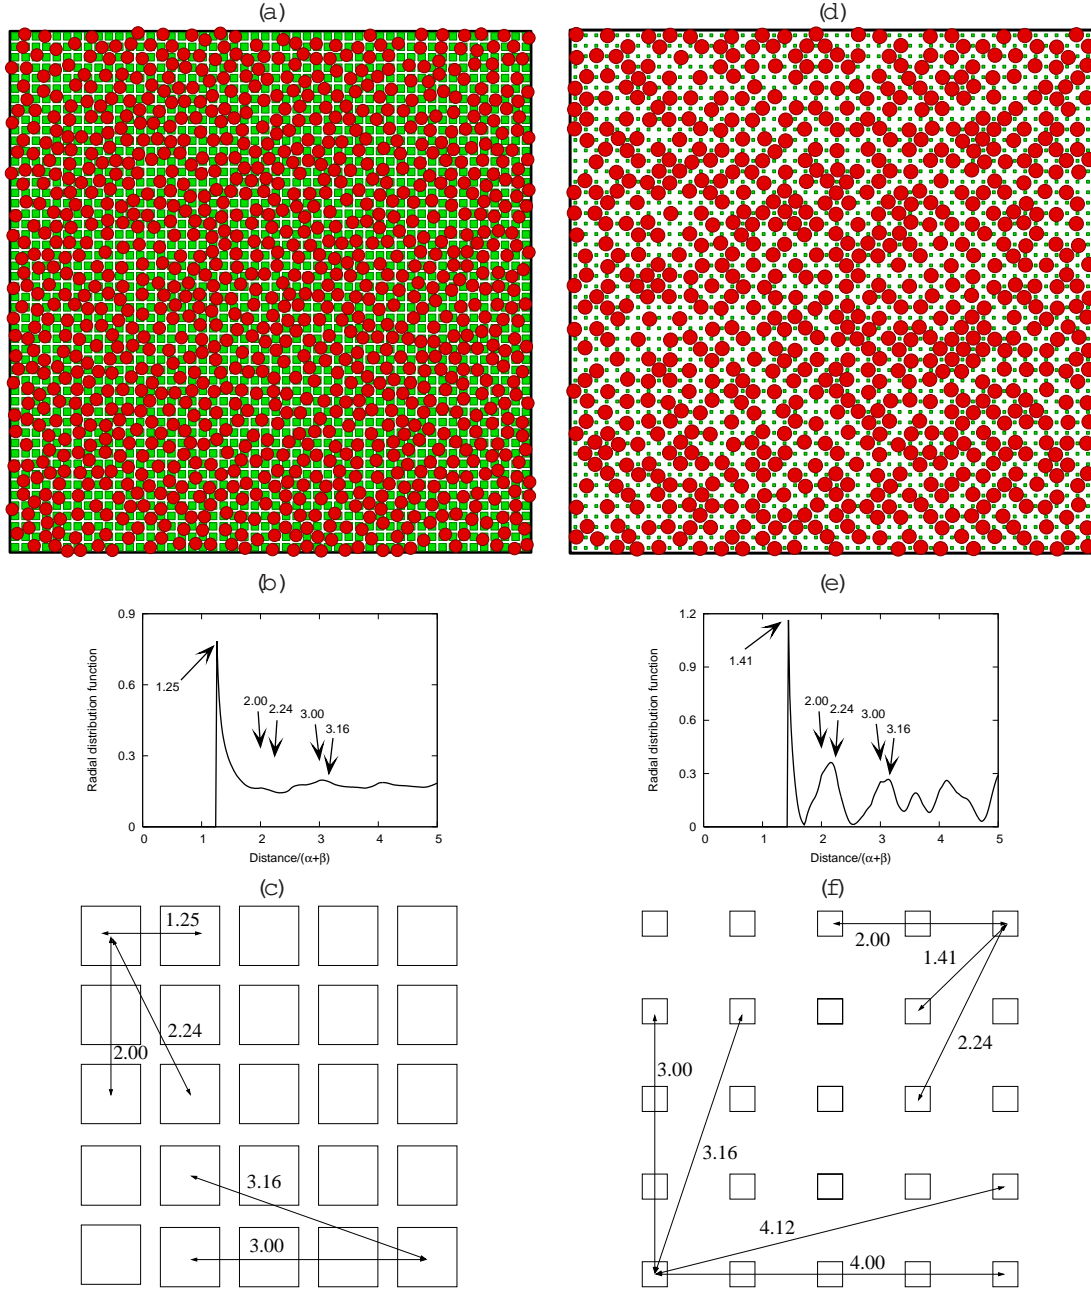 (a)
(d)
(b)
0.9
0.6
0.3
0
0 1 2 3 4 5
Radial distribution function
Distance/(α+β)
1.25
2.00
2.24
3.00
3.16
(e)
1.2
0.9
0.6
0.3
0
0 1 2 3 4 5
Radial distribution function
Distance/(α+β)
1.41
2.00
2.24
3.00
3.16
(c)
1.25
2.24
2.00
3.16
3.00
(f)
2.00
1.41
2.24
3.00
3.16
4.12
4.00